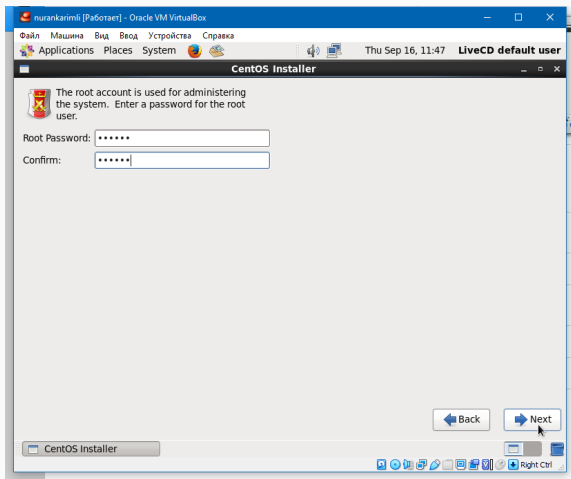 nurankarimli [Работает] - Oracle VM VirtualBox
Файл Машина Вид Ввод Устройства Справка
Applications Places System Thu Sep 16, 11:47 LiveCD default user
CentOS Installer
The root account is used for administering
the system. Enter a password for the root
user.
Root Password: ••••••
Confirm: ••••••
Back Next
CentOS Installer
Right Ctrl